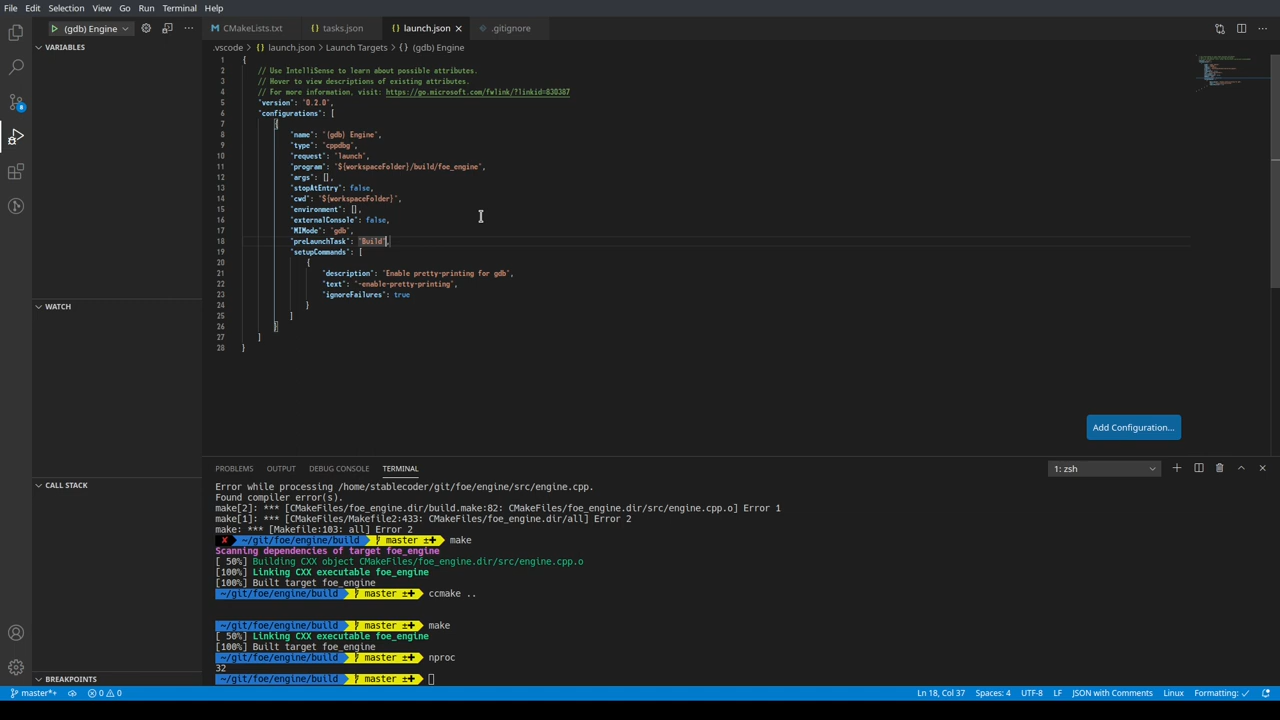 File Edit Selection View Go Run Terminal Help
(gdb) Engine
CMakeLists.txt tasks.json launch.json .gitignore
.vscode > launch.json > Launch Targets > {} (gdb) Engine
VARIABLES
WATCH
CALL STACK
BREAKPOINTS
8
1 {
2 // Use IntelliSense to learn about possible attributes.
3 // Hover to view descriptions of existing attributes.
4 // For more information, visit: https://go.microsoft.com/fwlink/?linkid=830387
5 "version": "0.2.0",
6 "configurations": [
7 {
8 "name": "(gdb) Engine",
9 "type": "cppdbg",
10 "request": "launch",
11 "program": "${workspaceFolder}/build/foe_engine",
12 "args": [],
13 "stopAtEntry": false,
14 "cwd": "${workspaceFolder}",
15 "environment": [],
16 "externalConsole": false,
17 "MIMode": "gdb",
18 "preLaunchTask": "Build",
19 "setupCommands": [
20 {
21 "description": "Enable pretty-printing for gdb",
22 "text": "-enable-pretty-printing",
23 "ignoreFailures": true
24 }
25 ]
26 }
27 ]
28 }
Add Configuration...
PROBLEMS OUTPUT DEBUG CONSOLE TERMINAL
1: zsh
Error while processing /home/stablecoder/git/foe/engine/src/engine.cpp.
Found compiler error(s).
make[2]: *** [CMakeFiles/foe_engine.dir/build.make:82: CMakeFiles/foe_engine.dir/src/engine.cpp.o] Error 1
make[1]: *** [CMakeFiles/Makefile2:433: CMakeFiles/foe_engine.dir/all] Error 2
make: *** [Makefile:103: all] Error 2
✘ ~/git/foe/engine/build master ±✚ make
Scanning dependencies of target foe_engine
[ 50%] Building CXX object CMakeFiles/foe_engine.dir/src/engine.cpp.o
[100%] Linking CXX executable foe_engine
[100%] Built target foe_engine
~/git/foe/engine/build master ±✚ ccmake ..
~/git/foe/engine/build master ±✚ make
[ 50%] Linking CXX executable foe_engine
[100%] Built target foe_engine
~/git/foe/engine/build master ±✚ nproc
32
~/git/foe/engine/build master ±✚
master*+ 0 0 Ln 18, Col 37 Spaces: 4 UTF-8 LF JSON with Comments Linux Formatting: ✓